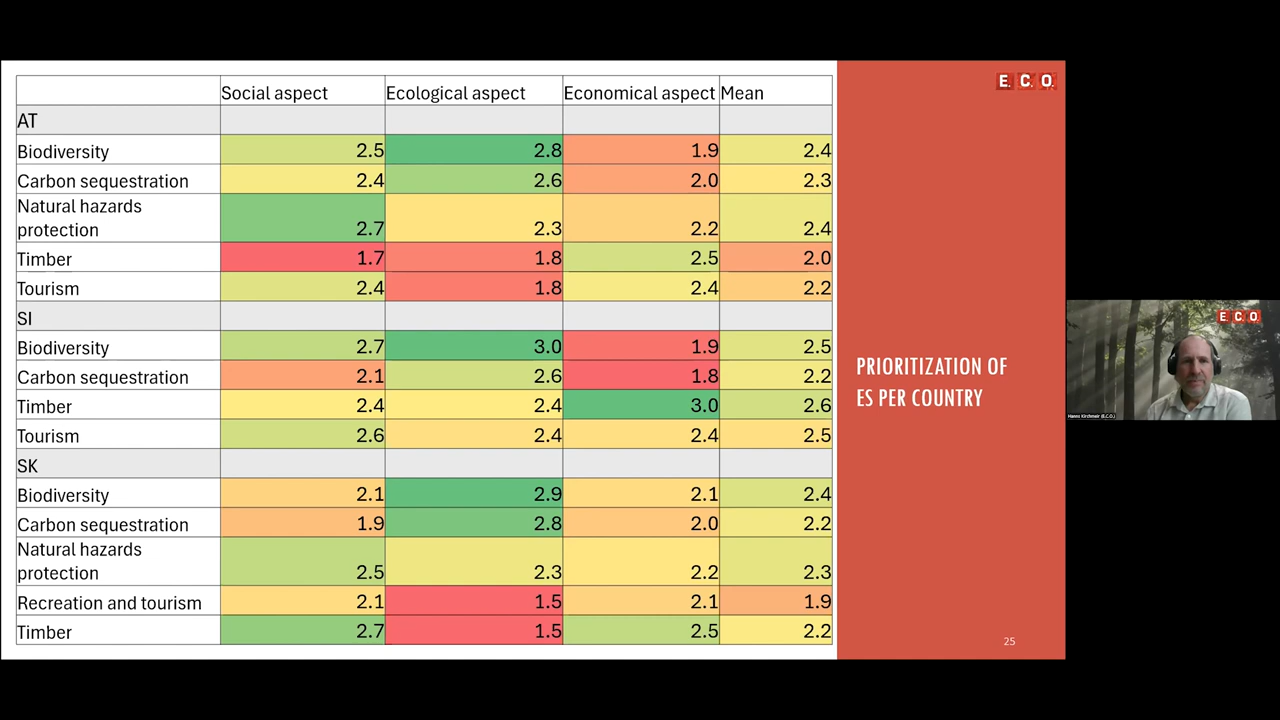 Social aspect Ecological aspect Economical aspect Mean
AT
Biodiversity 2.5 2.8 1.9 2.4
Carbon sequestration 2.4 2.6 2.0 2.3
Natural hazards
protection 2.7 2.3 2.2 2.4
Timber 1.7 1.8 2.5 2.0
Tourism 2.4 1.8 2.4 2.2
SI
Biodiversity 2.7 3.0 1.9 2.5
Carbon sequestration 2.1 2.6 1.8 2.2
Timber 2.4 2.4 3.0 2.6
Tourism 2.6 2.4 2.4 2.5
SK
Biodiversity 2.1 2.9 2.1 2.4
Carbon sequestration 1.9 2.8 2.0 2.2
Natural hazards
protection 2.5 2.3 2.2 2.3
Recreation and tourism 2.1 1.5 2.1 1.9
Timber 2.7 1.5 2.5 2.2
E.C.O.
PRIORITIZATION OF
ES PER COUNTRY
25
E.C.O.
Hanns Kirchmeir (E.C.O.)